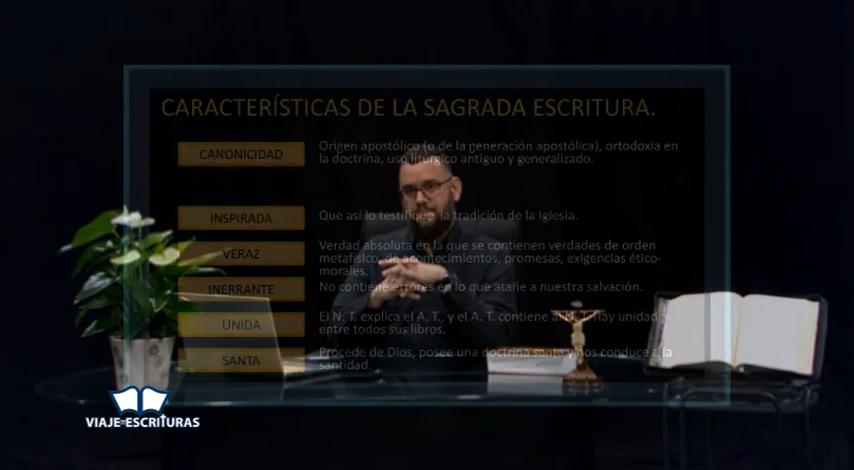 CARACTERÍSTICAS DE LA SAGRADA ESCRITURA.
CANONICIDAD
Origen apostólico (o de la generación apostólica), ortodoxia en
la doctrina, uso litúrgico antiguo y generalizado.
INSPIRADA
Que así lo testifique la tradición de la Iglesia.
VERAZ
Verdad absoluta en la que se contienen verdades de orden
metafísico, de acontecimientos, promesas, exigencias ético-
morales.
INERRANTE
No contiene errores en lo que atañe a nuestra salvación.
UNIDA
El N. T. explica el A. T., y el A. T. contiene al N. T. hay unidad
entre todos sus libros.
SANTA
Procede de Dios, posee una doctrina santa y nos conduce a la
santidad.
VIAJE ESCRITURAS